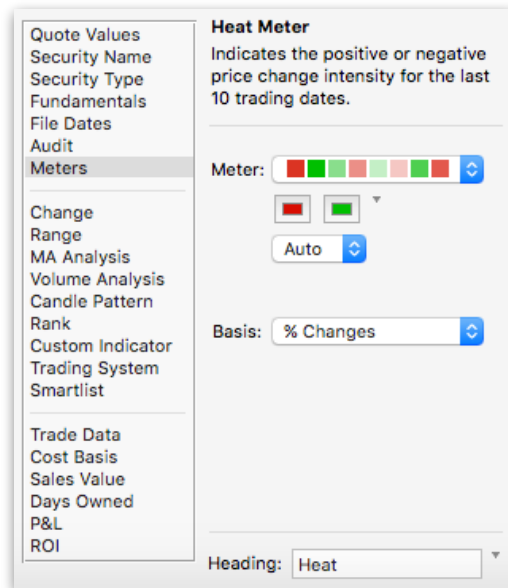 Quote Values
Security Name
Security Type
Fundamentals
File Dates
Audit
Meters
Change
Range
MA Analysis
Volume Analysis
Candle Pattern
Rank
Custom Indicator
Trading System
Smartlist
Trade Data
Cost Basis
Sales Value
Days Owned
P&L
ROI
Heat Meter
Indicates the positive or negative
price change intensity for the last
10 trading dates.
Meter:
Auto
Basis: % Changes
Heading: Heat